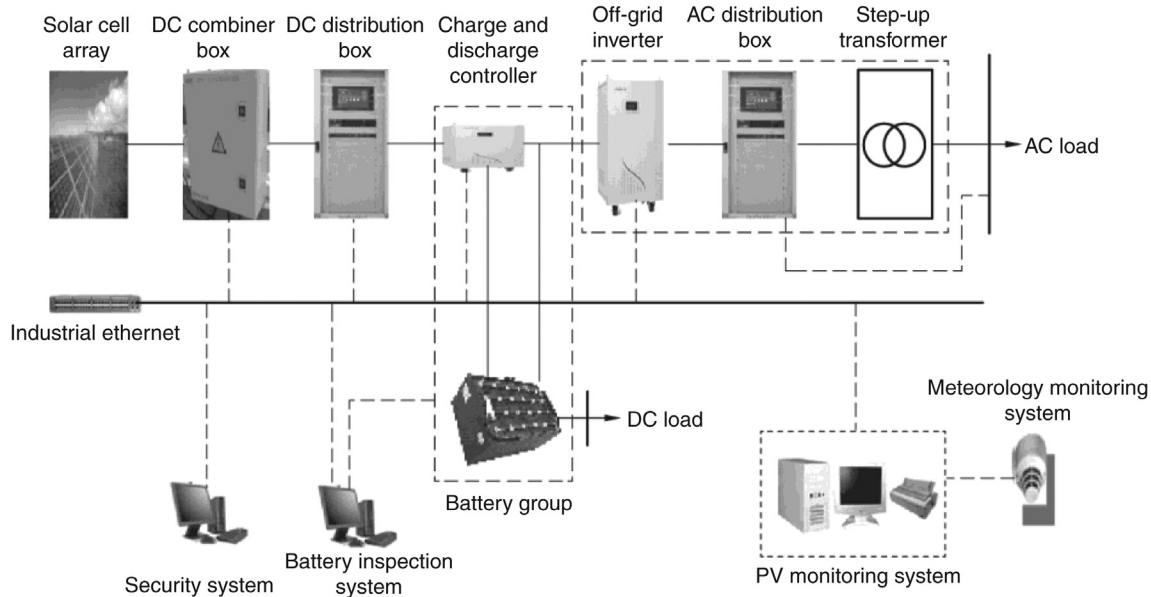 Solar cell
array
DC combiner
box
DC distribution
box
Charge and
discharge
controller
Off-grid
inverter
AC distribution
box
Step-up
transformer
AC load
Industrial ethernet
DC load
Battery group
Meteorology monitoring
system
Security system
Battery inspection
system
PV monitoring system